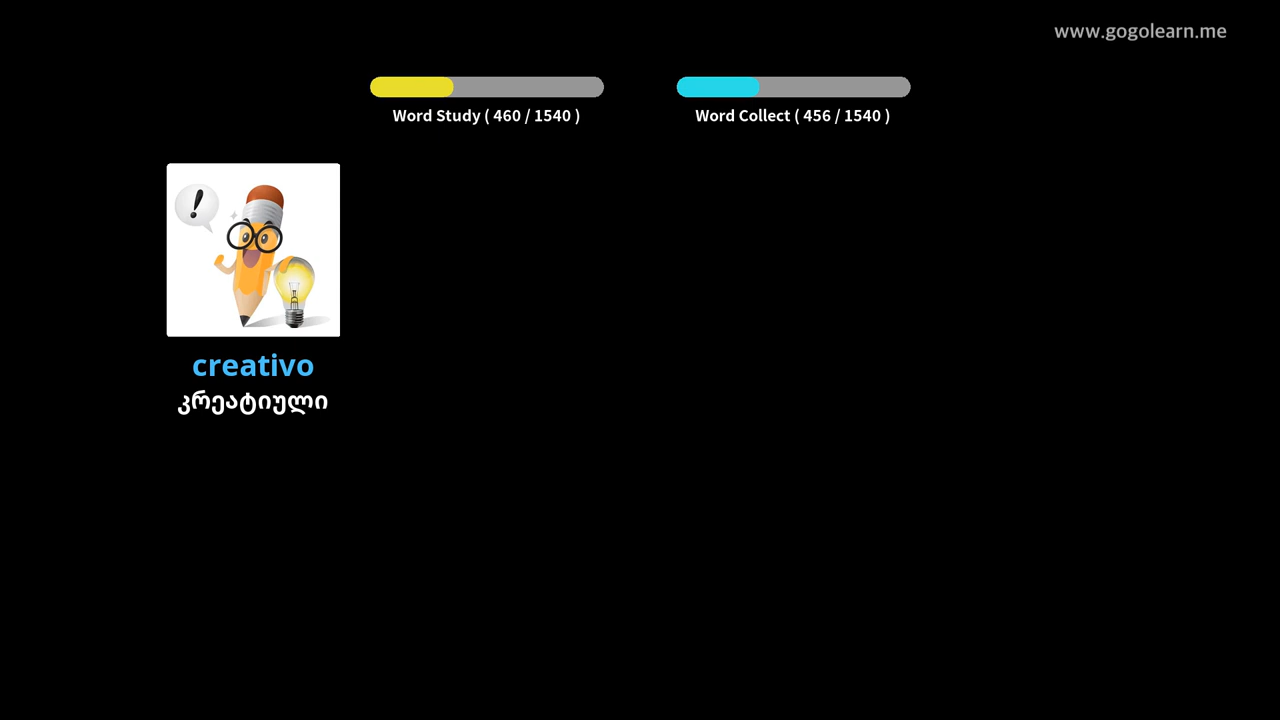 www.gogolearn.me
Word Study ( 460 / 1540 )
Word Collect ( 456 / 1540 )
!
creativo
კრეატიული